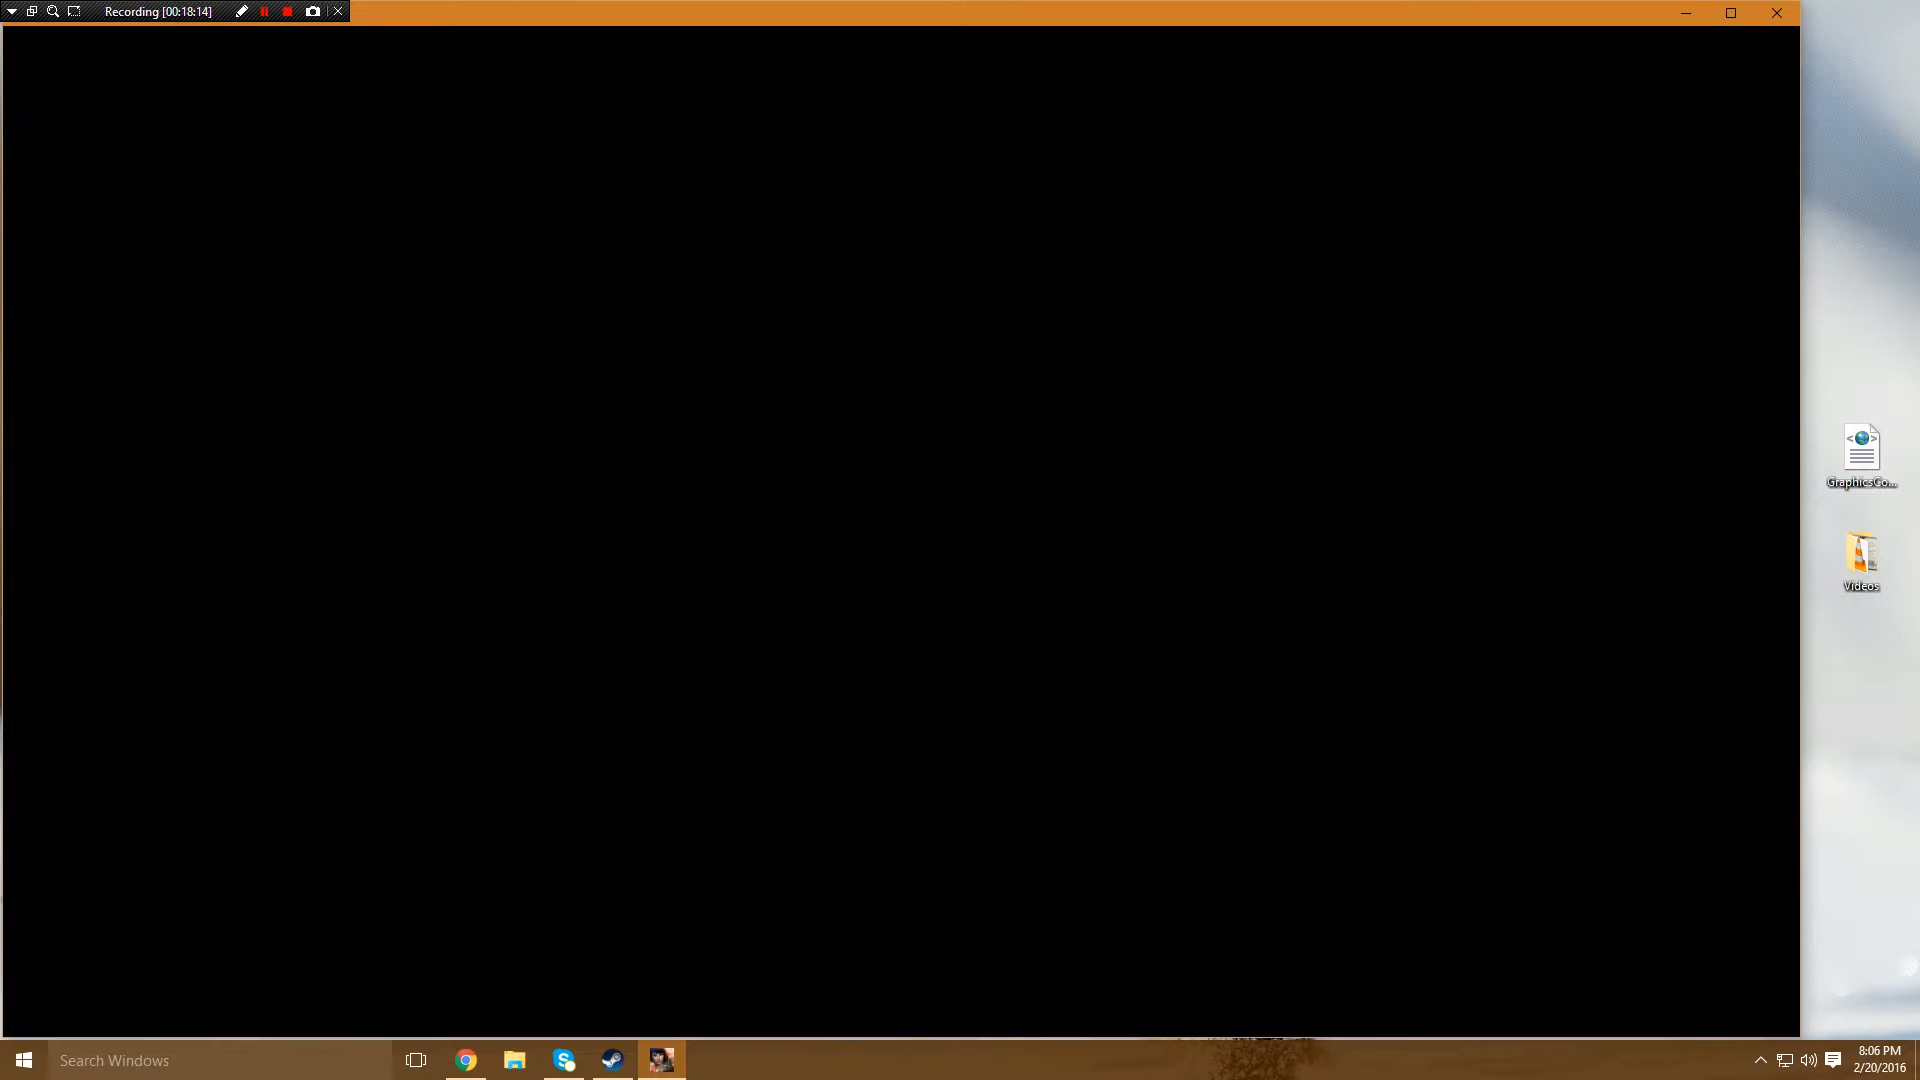 Recording [00:18:14]
GraphicsCo...
Videos
Search Windows
8:06 PM
2/20/2016